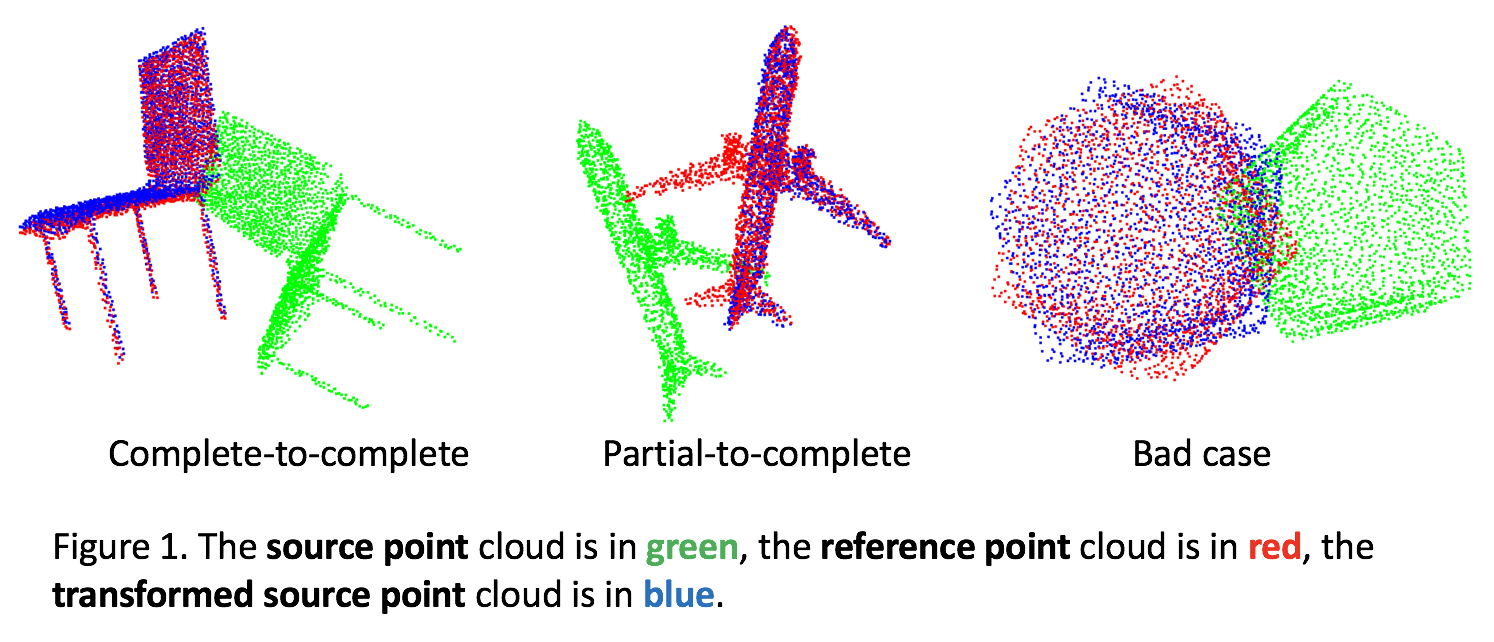 Complete-to-complete
Partial-to-complete
Bad case
Figure 1. The source point cloud is in green, the reference point cloud is in red, the
transformed source point cloud is in blue.